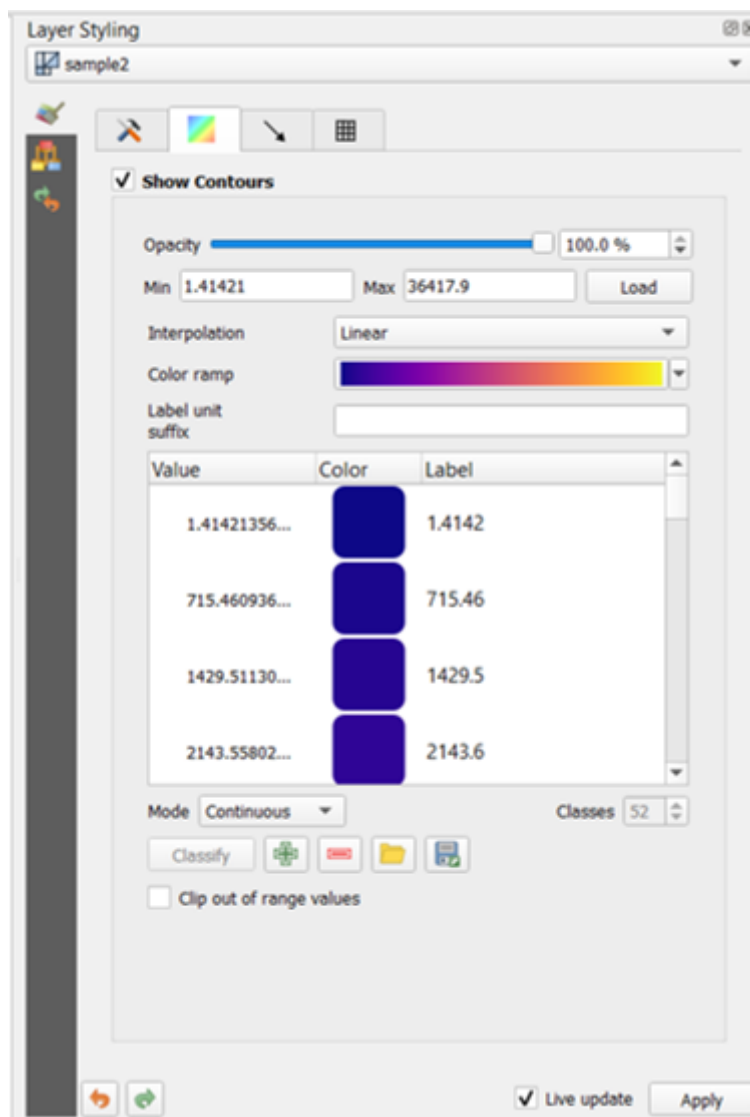 Layer Styling
sample2
Show Contours
Opacity 100.0 %
Min 1.41421 Max 36417.9 Load
Interpolation Linear
Color ramp
Label unit
suffix
Value Color Label
1.41421356... 1.4142
715.460936... 715.46
1429.51130... 1429.5
2143.55802... 2143.6
Mode Continuous Classes 52
Classify
Clip out of range values
Live update Apply